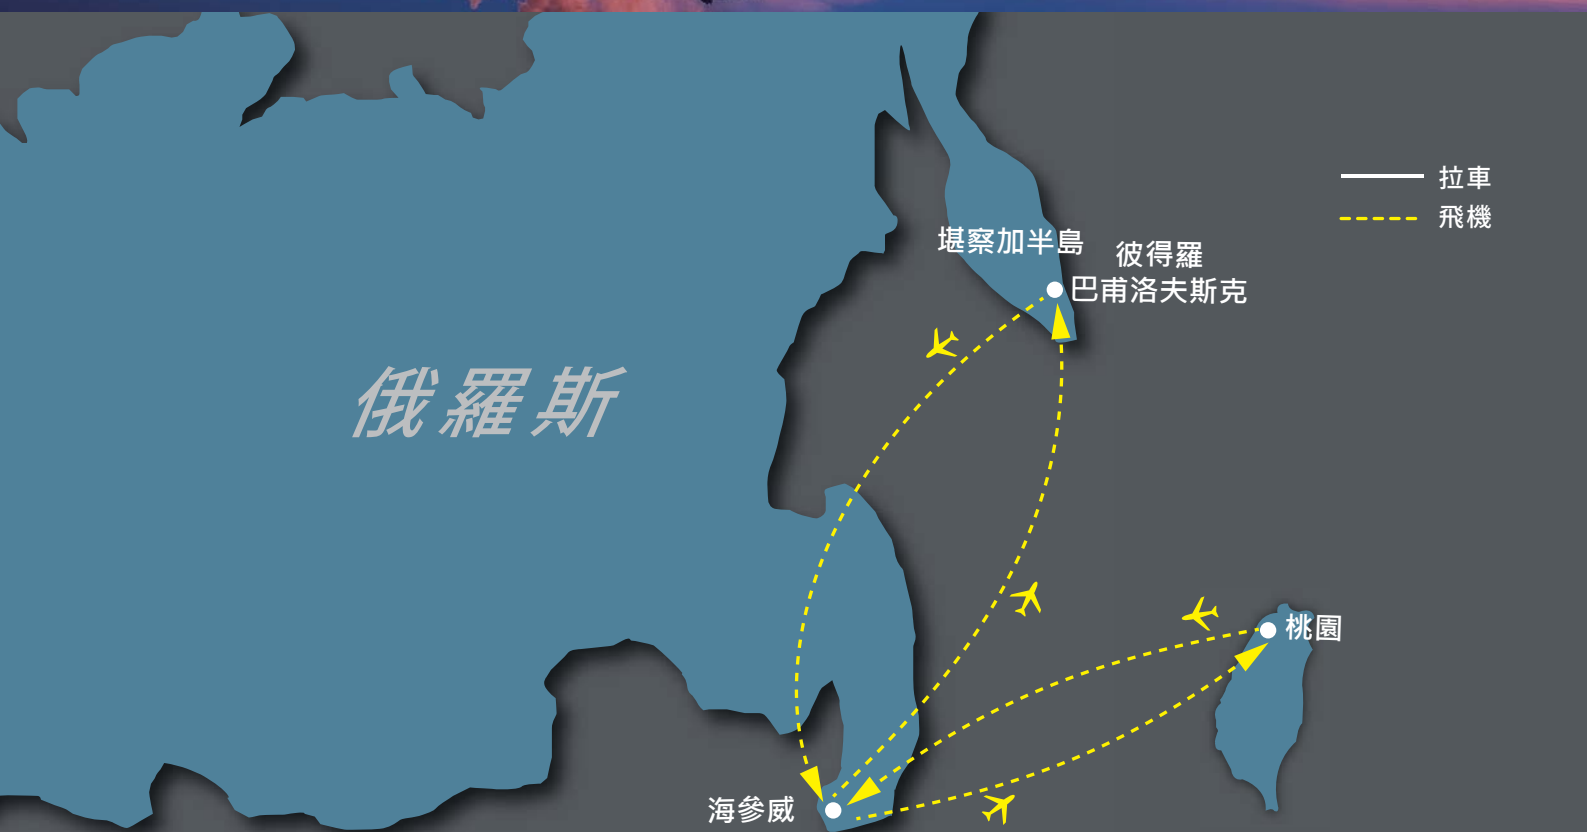 拉車
飛機
堪察加半島
彼得羅
巴甫洛夫斯克
俄羅斯
桃園
海參威